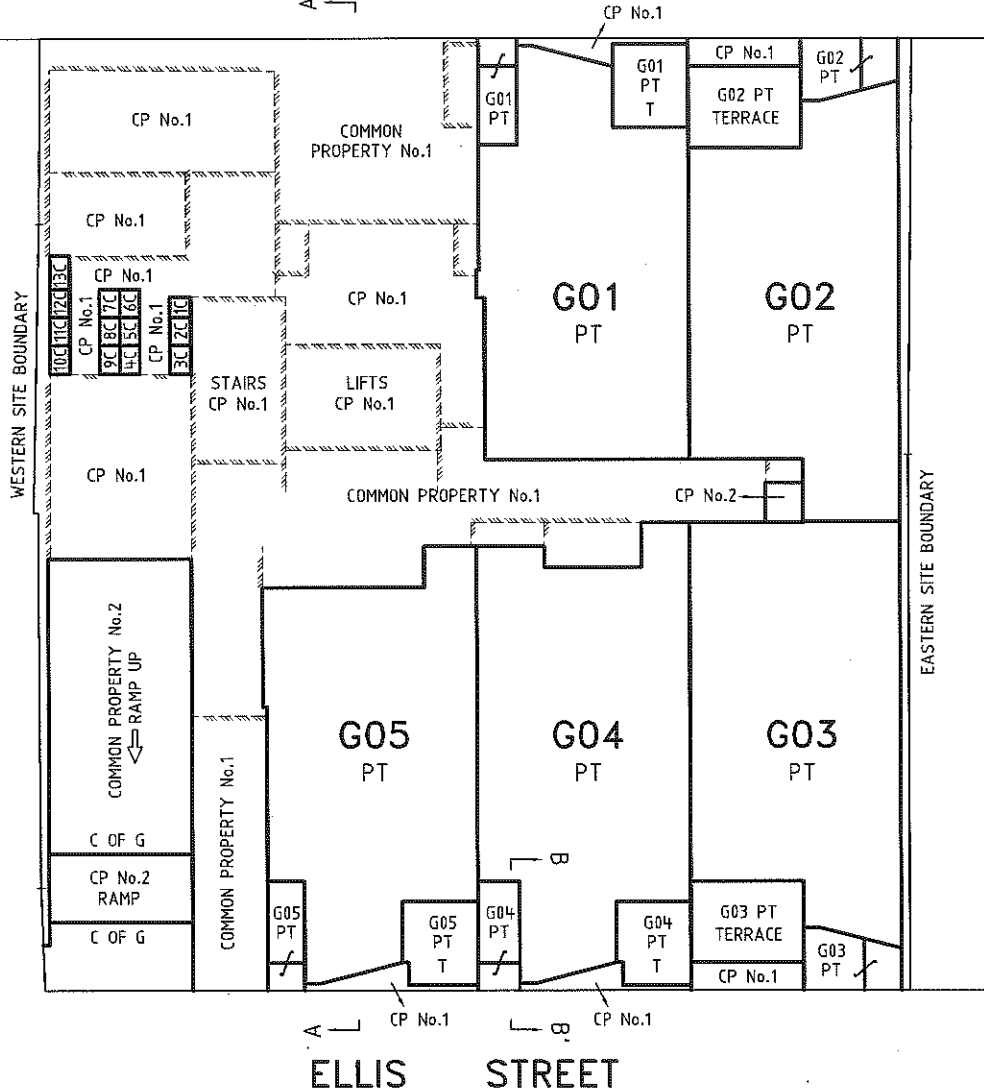 A
CP No.1
CP No.1
COMMON
PROPERTY No.1
G01
PT
G01
PT
T
CP No.1
G02 PT
TERRACE
G02
PT
CP No.1
CP No.1
CP No.1
CP No.1
CP No.1
10C 11C 12C 13C
9C 8C 7C
4C 5C 6C
3C 2C 1C
CP No.1
G01
PT
G02
PT
STAIRS
CP No.1
LIFTS
CP No.1
WESTERN SITE BOUNDARY
CP No.1
COMMON PROPERTY No.1
CP No.2
EASTERN SITE BOUNDARY
COMMON PROPERTY No.2
RAMP UP
G05
PT
G04
PT
G03
PT
COMMON PROPERTY No.1
C OF G
CP No.2
RAMP
C OF G
B
G05
PT
G05
PT
T
G04
PT
G04
PT
T
G03 PT
TERRACE
CP No.1
G03
PT
A
CP No.1
B'
CP No.1
ELLIS STREET